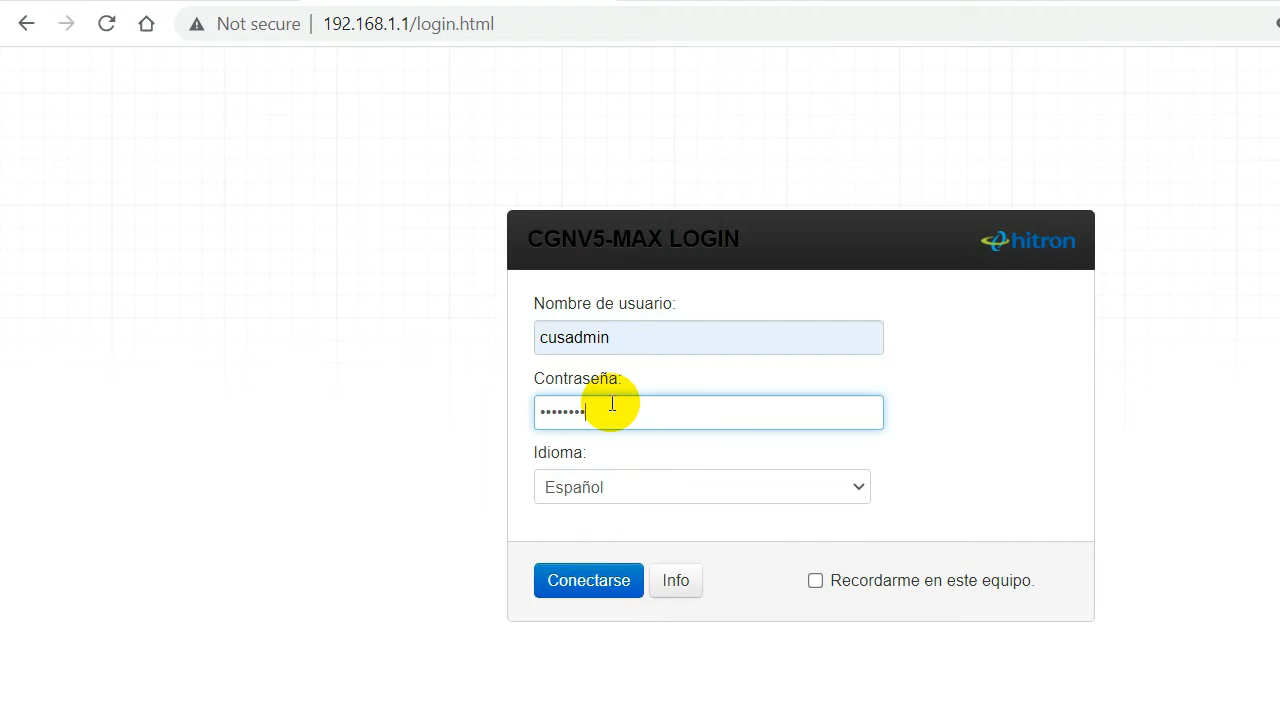 Not secure | 192.168.1.1/login.html
CGNV5-MAX LOGIN
hitron
Nombre de usuario:
cusadmin
Contraseña:
••••••••
Idioma:
Español
Conectarse
Info
Recordarme en este equipo.